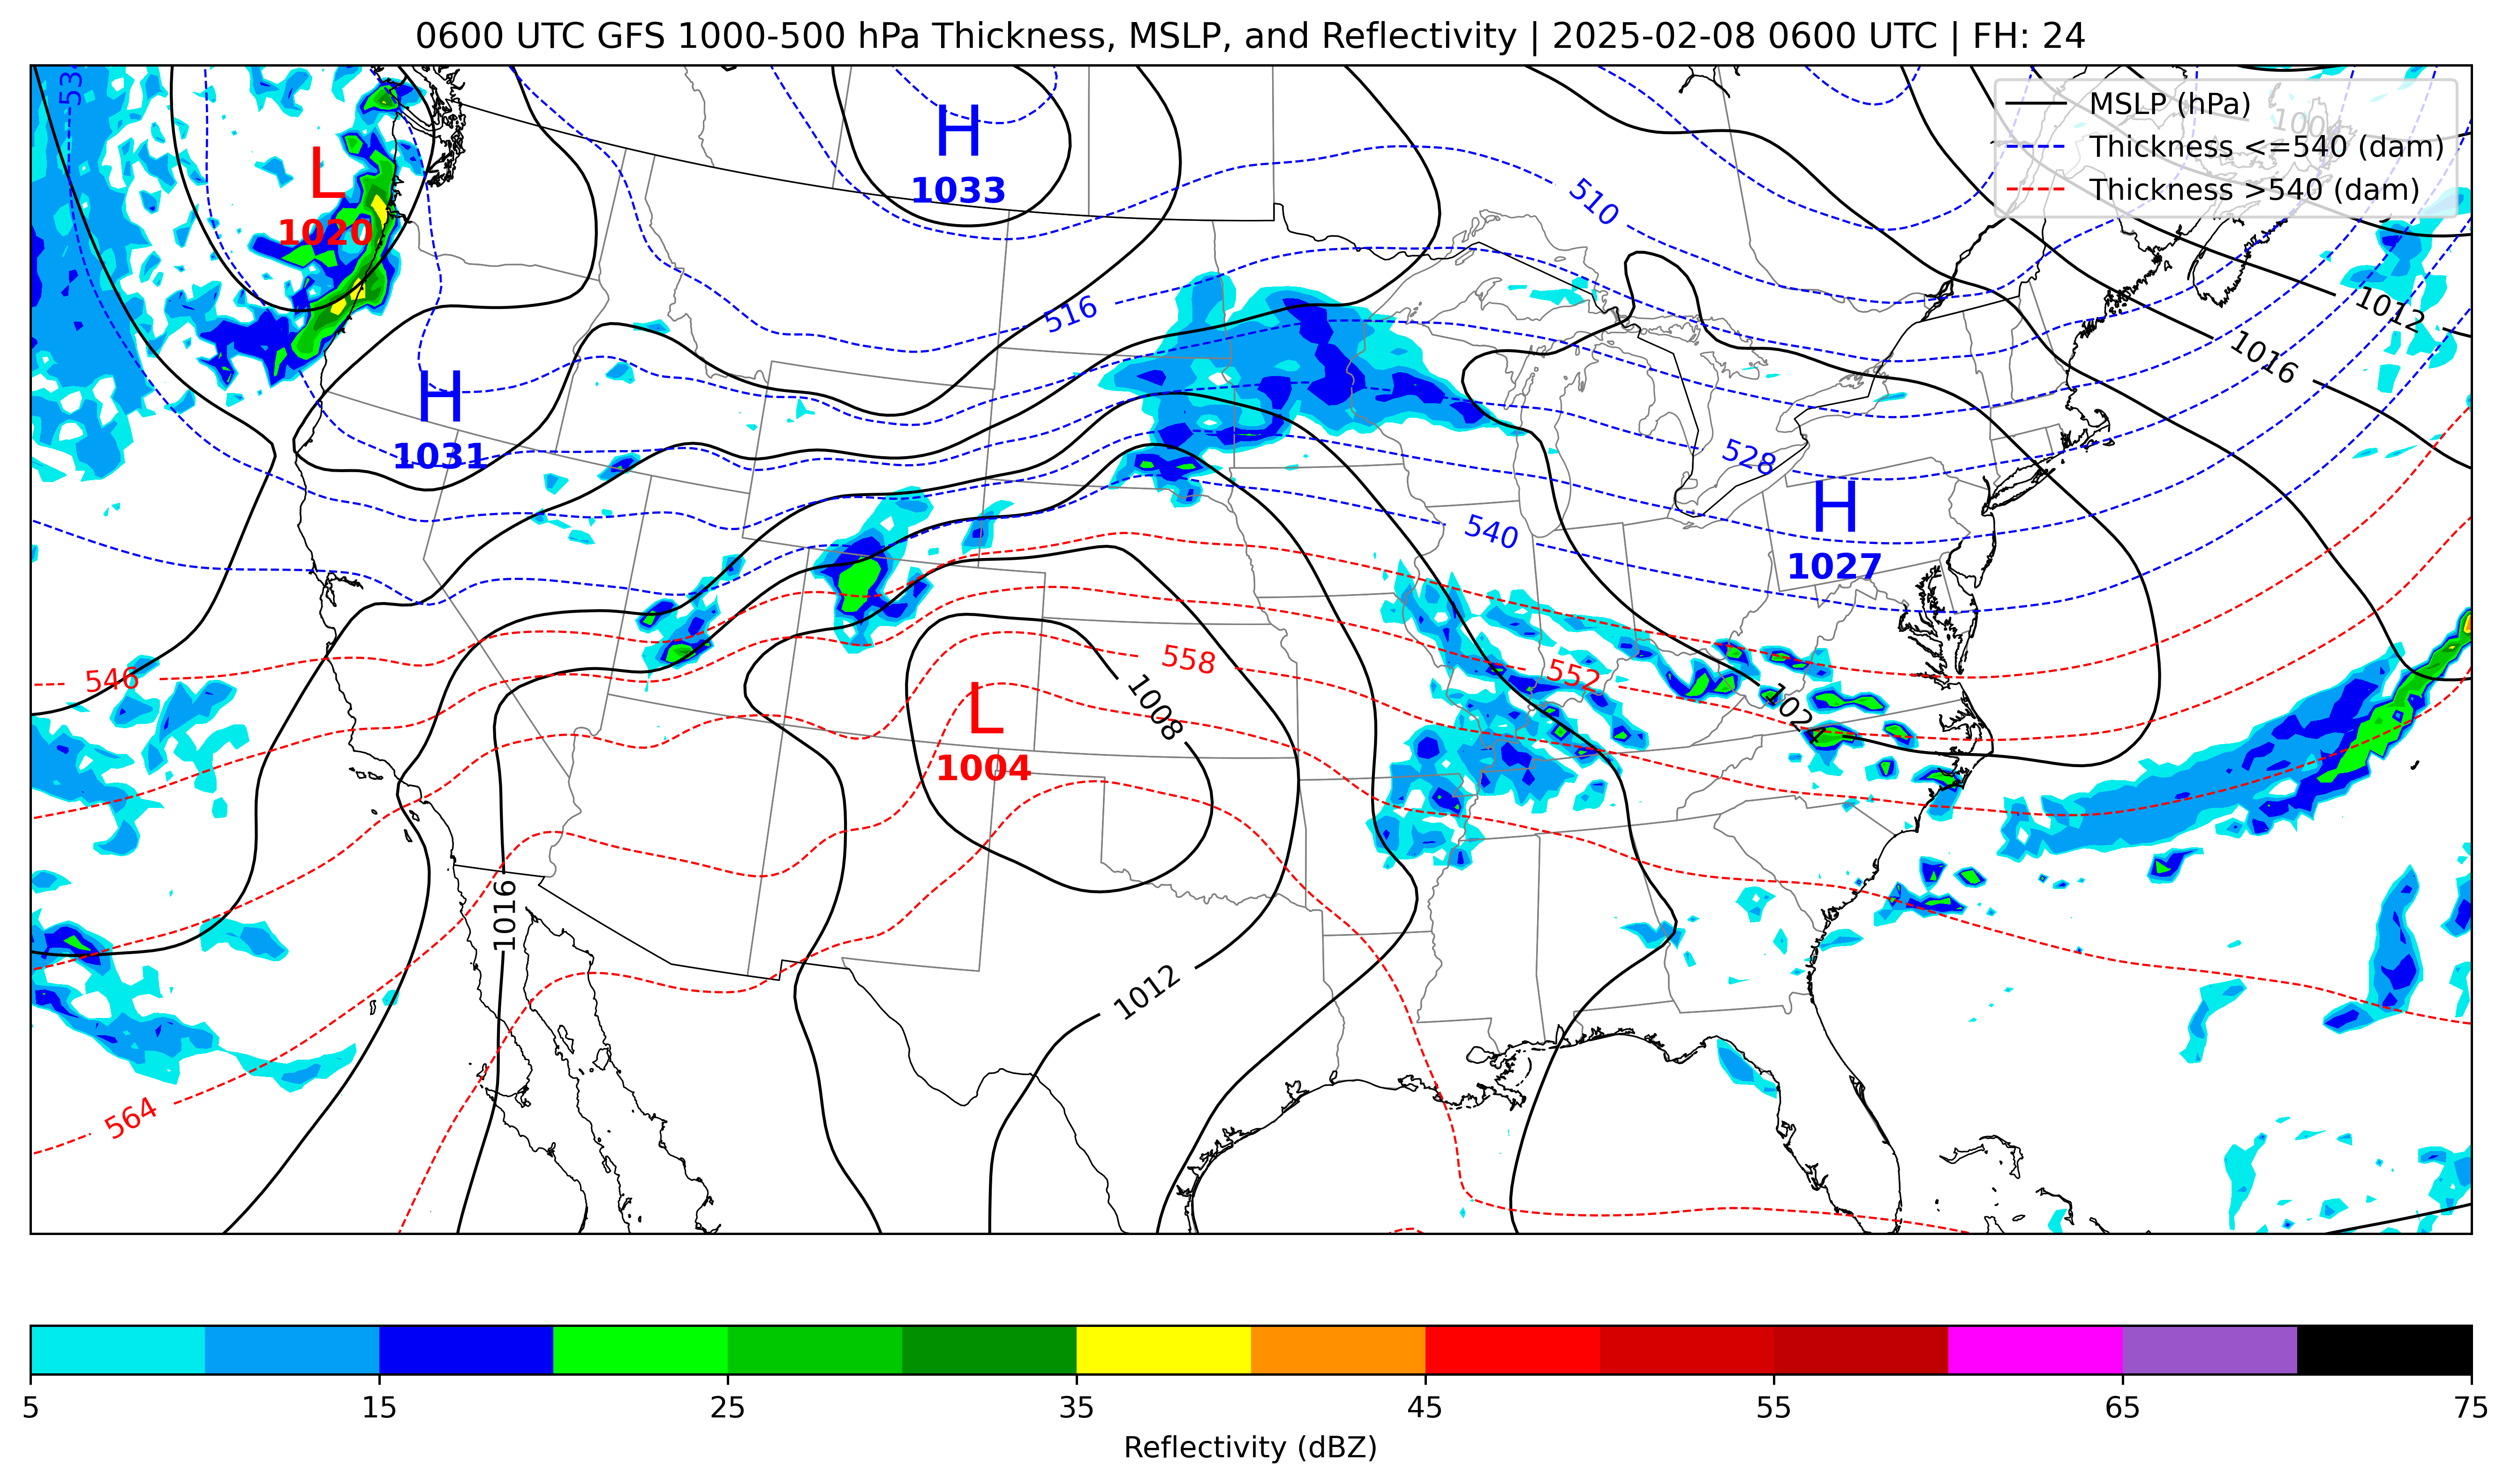 0600 UTC GFS 1000-500 hPa Thickness, MSLP, and Reflectivity | 2025-02-08 0600 UTC | FH: 24
MSLP (hPa)
Thickness <=540 (dam)
Thickness >540 (dam)
H
1033
L
1020
510
516
1012
1016
H
1031
528
540
H
1027
546
558
552
L
1004
1008
1024
1016
1012
564
5
15
25
35
45
55
65
75
Reflectivity (dBZ)